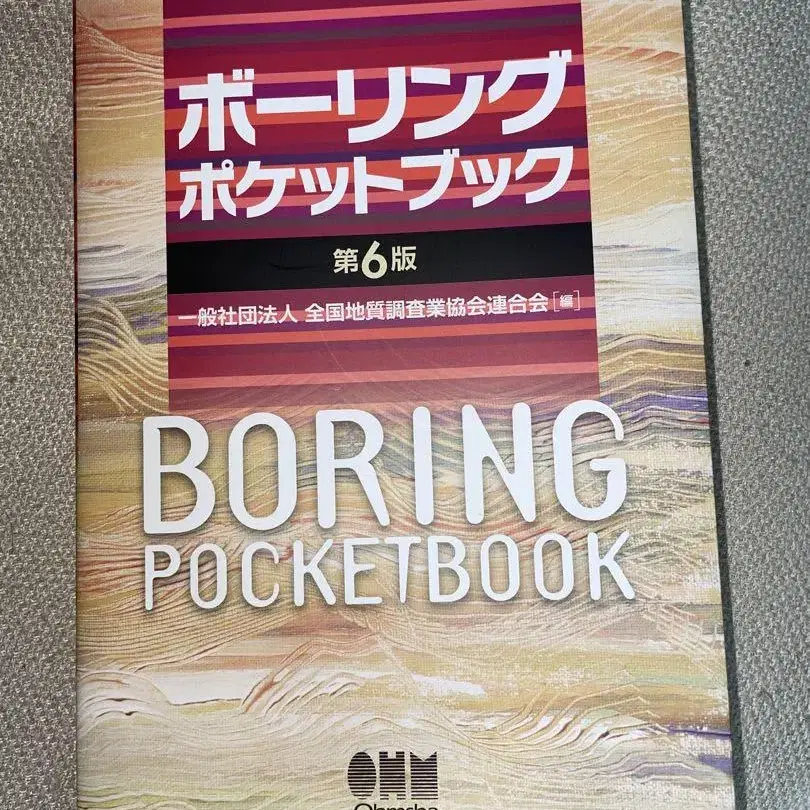 ボーリング
ポケットブック
第6版
一般社団法人 全国地質調査業協会連合会[編]
BORING
POCKETBOOK
OHM
Ohmsha